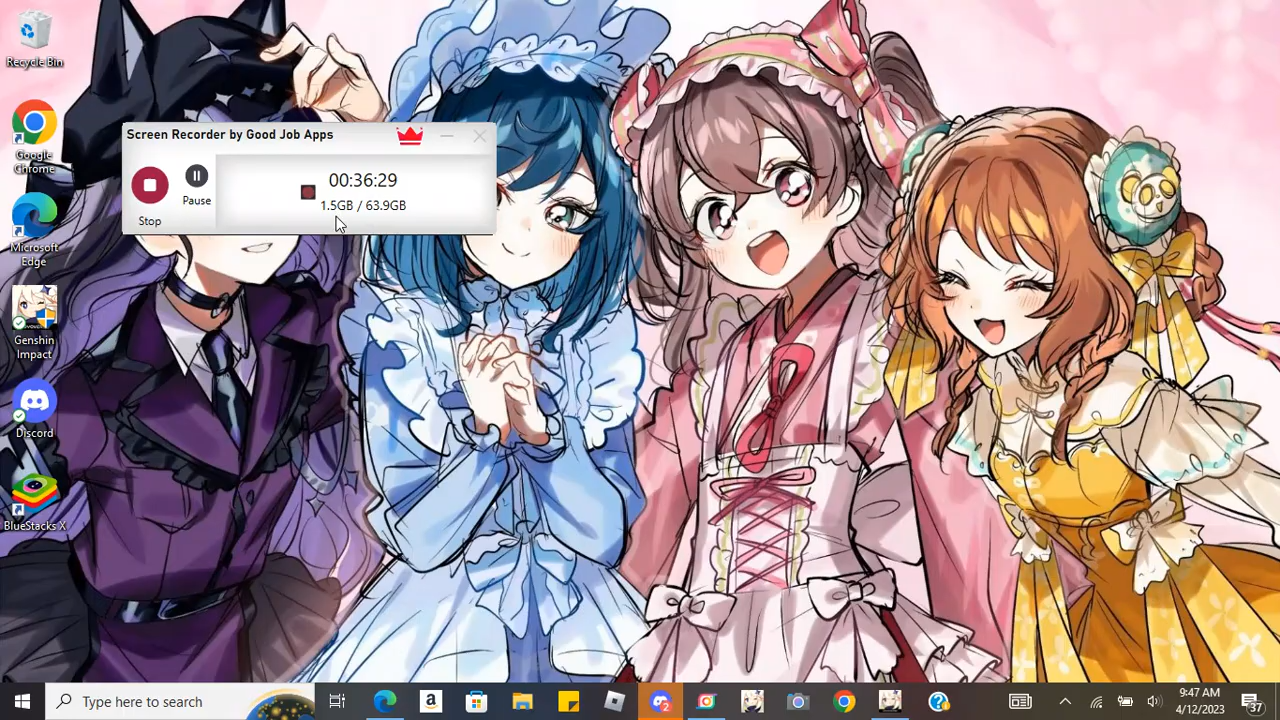 Recycle Bin
Google
Chrome
Microsoft
Edge
Genshin
Impact
Discord
BlueStacks X
Screen Recorder by Good Job Apps
Stop
Pause
00:36:29
1.5GB / 63.9GB
Type here to search
2
9:47 AM
4/12/2023
37